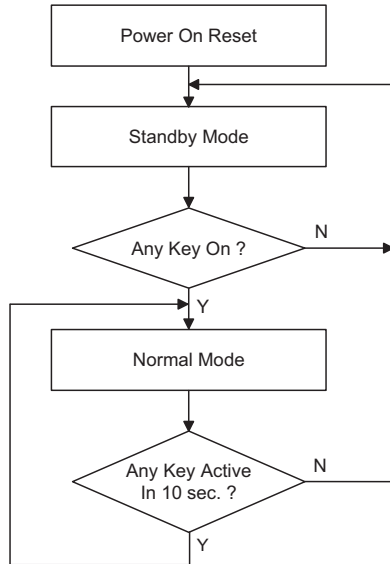 Power On Reset
Standby Mode
Any Key On ?
N
Y
Normal Mode
Any Key Active
In 10 sec. ?
N
Y